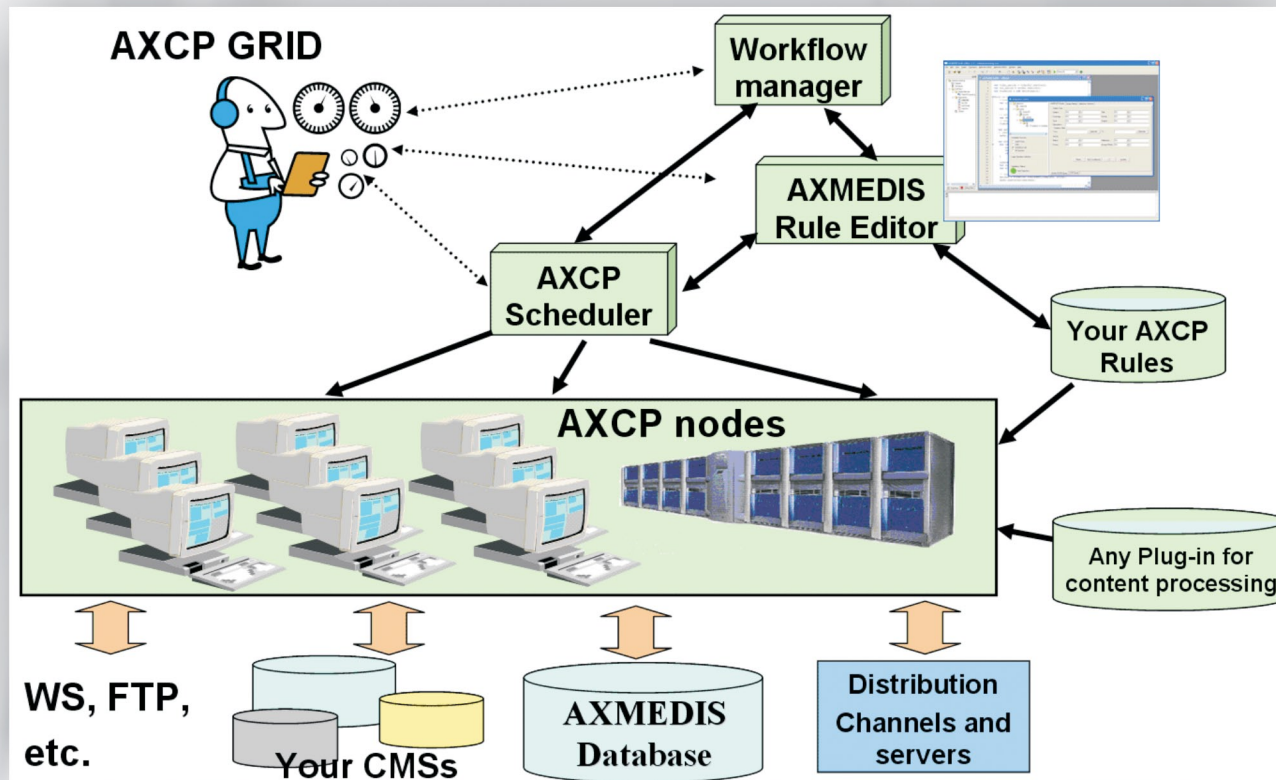 AXCP GRID
Workflow
manager
AXMEDIS
Rule Editor
AXCP
Scheduler
Your AXCP
Rules
AXCP nodes
Any Plug-in for
content processing
WS, FTP,
etc.
Your CMSs
AXMEDIS
Database
Distribution
Channels and
servers